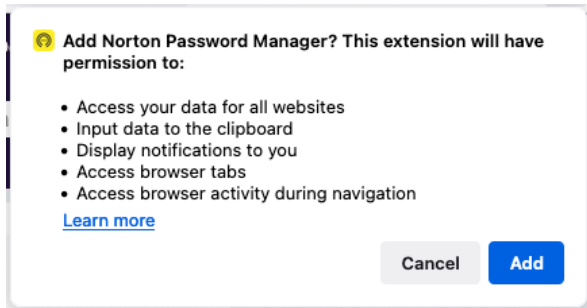 Add Norton Password Manager? This extension will have
permission to:
• Access your data for all websites
• Input data to the clipboard
• Display notifications to you
• Access browser tabs
• Access browser activity during navigation
Learn more
Cancel Add